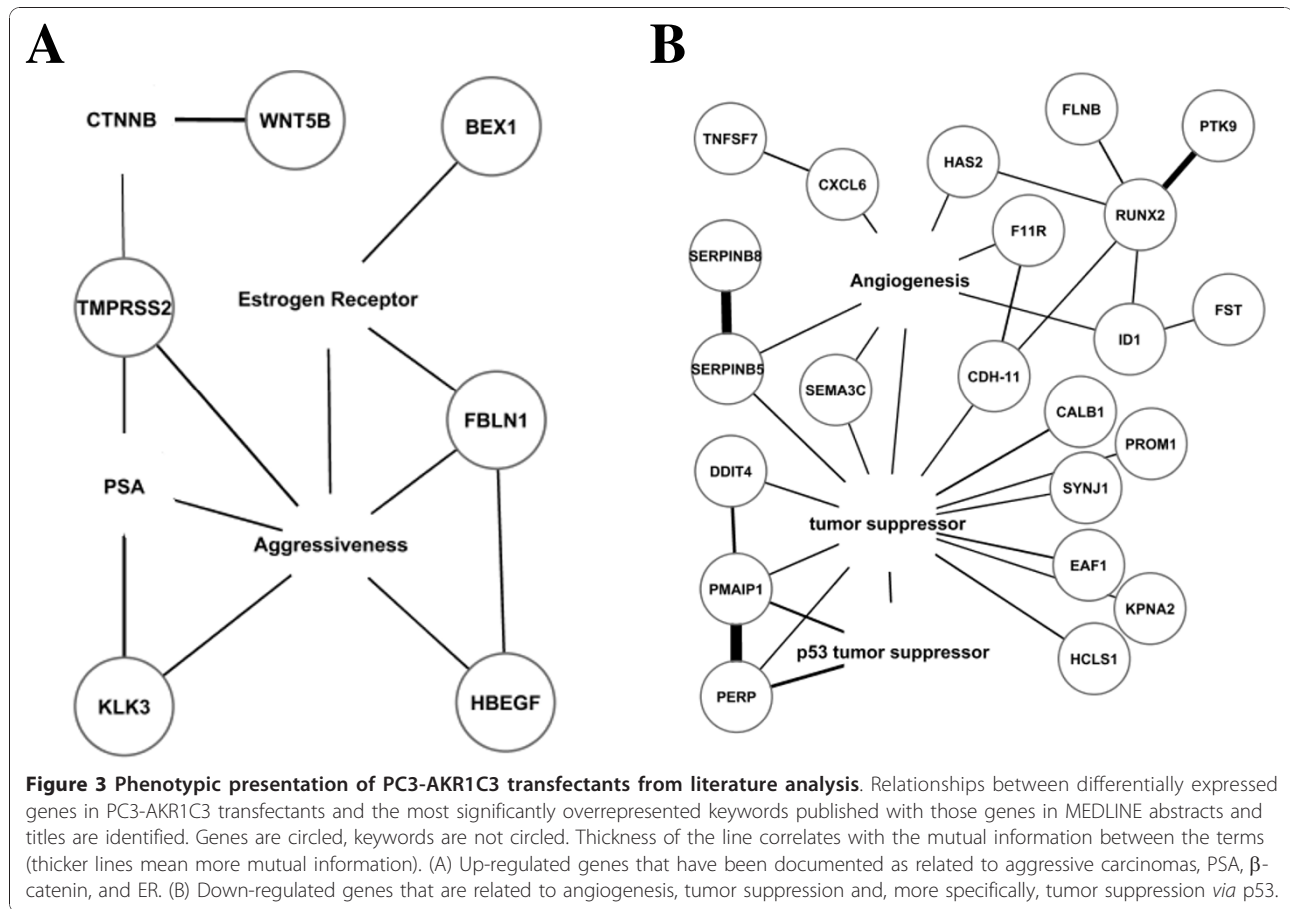 A
B
CTNNB
WNT5B
BEX1
TMPRSS2
Estrogen Receptor
FBLN1
PSA
Aggressiveness
KLK3
HBEGF
FLNB
PTK9
TNFSF7
HAS2
CXCL6
RUNX2
F11R
SERPINB8
Angiogenesis
FST
ID1
SERPINB5
SEMA3C
CDH-11
CALB1
PROM1
DDIT4
SYNJ1
tumor suppressor
EAF1
PMAIP1
KPNA2
p53 tumor suppressor
HCLS1
PERP
Figure 3 Phenotypic presentation of PC3-AKR1C3 transfectants from literature analysis. Relationships between differentially expressed
genes in PC3-AKR1C3 transfectants and the most significantly overrepresented keywords published with those genes in MEDLINE abstracts and
titles are identified. Genes are circled, keywords are not circled. Thickness of the line correlates with the mutual information between the terms
(thicker lines mean more mutual information). (A) Up-regulated genes that have been documented as related to aggressive carcinomas, PSA, β-
catenin, and ER. (B) Down-regulated genes that are related to angiogenesis, tumor suppression and, more specifically, tumor suppression via p53.